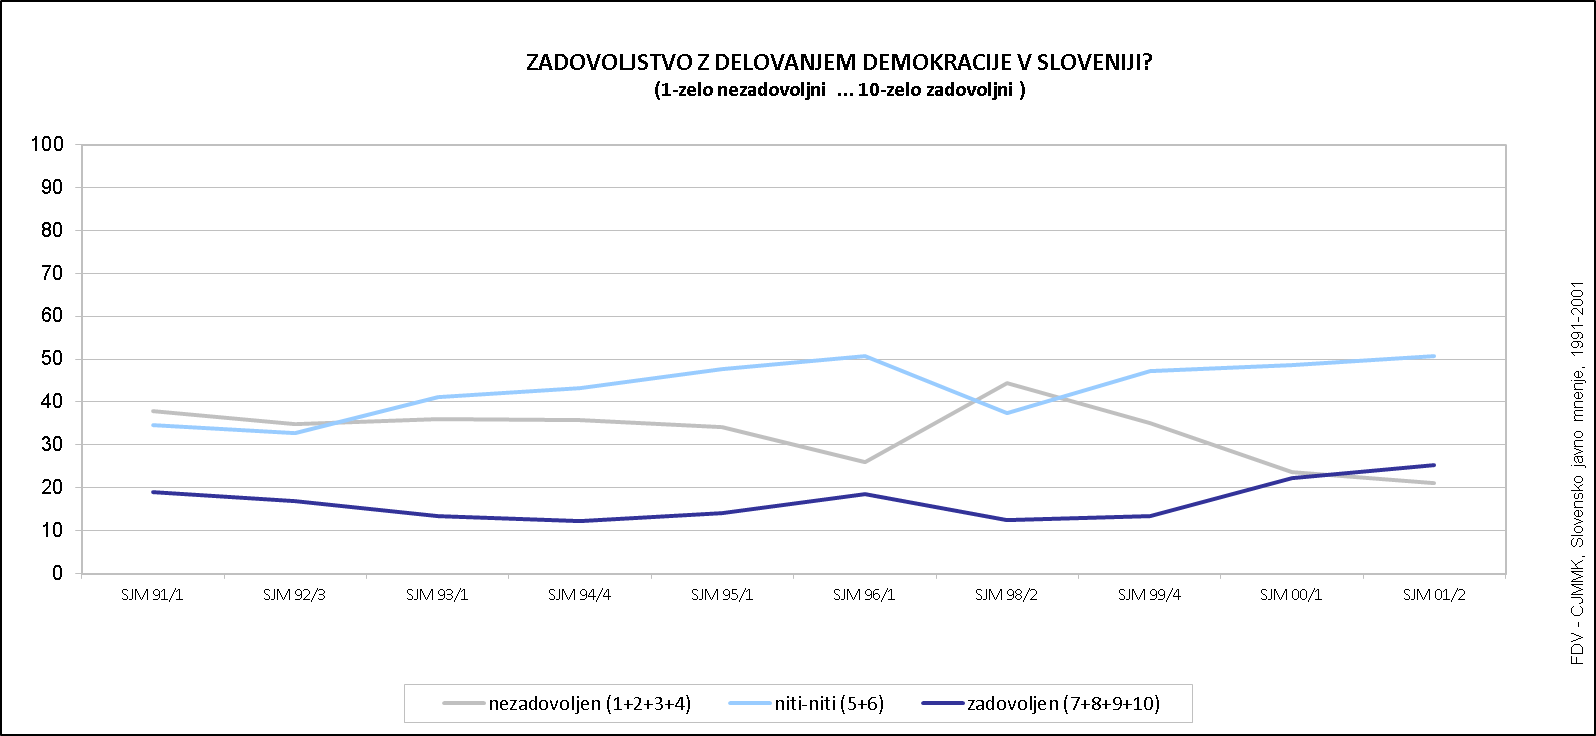 ZADOVOLJSTVO Z DELOVANJEM DEMOKRACIJE V SLOVENIJI?
(1-zelo nezadovoljni ... 10-zelo zadovoljni )
100
90
80
70
60
50
40
30
20
10
0
SJM 91/1 SJM 92/3 SJM 93/1 SJM 94/4 SJM 95/1 SJM 96/1 SJM 98/2 SJM 99/4 SJM 00/1 SJM 01/2
nezadovoljen (1+2+3+4) niti-niti (5+6) zadovoljen (7+8+9+10)
FDV - CJMMK, Slovensko javno mnenje, 1991-2001